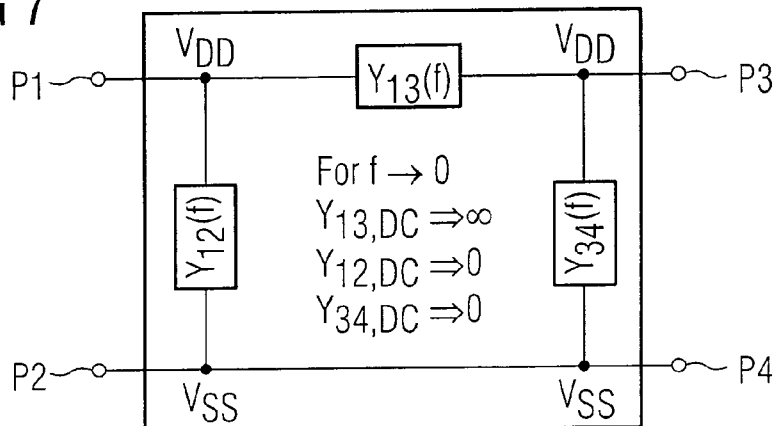 V_DD V_DD
P1 Y_13(f) P3
For f → 0
Y_13,DC ⇒∞
Y_12(f) Y_12,DC ⇒0 Y_34(f)
Y_34,DC ⇒0
P2 P4
V_SS V_SS